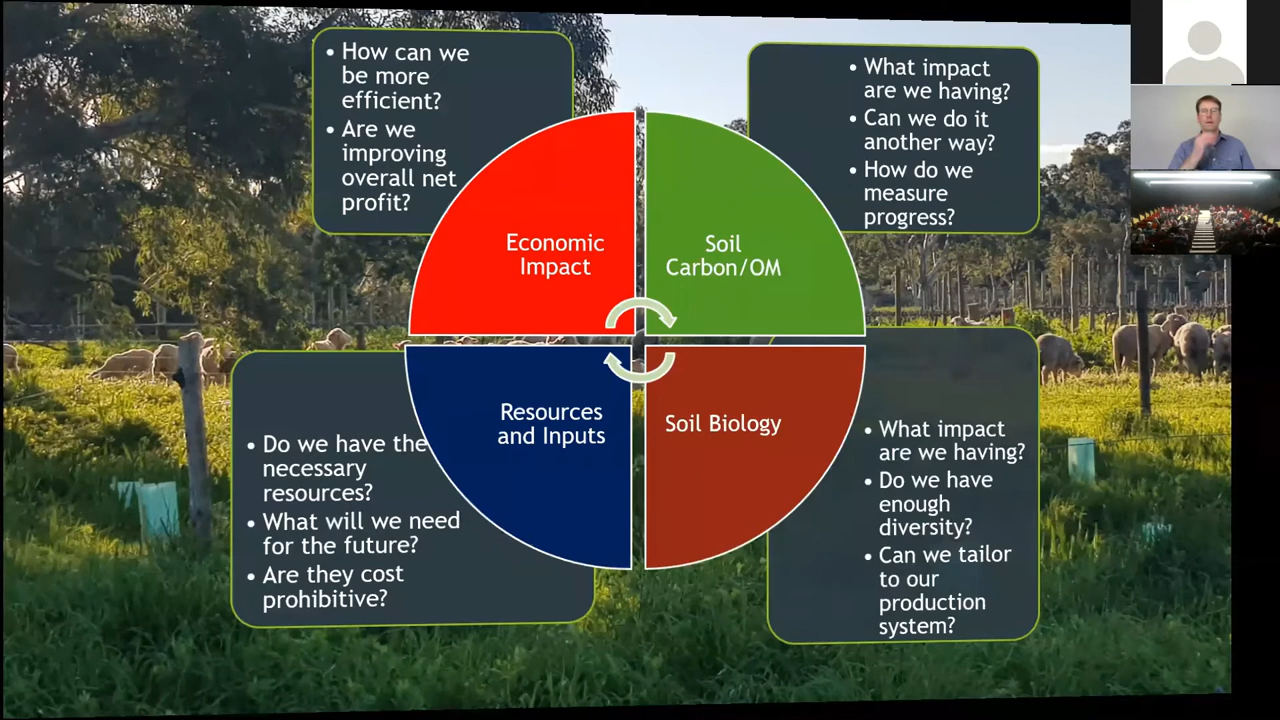 • How can we
be more
efficient?
• Are we
improving
overall net
profit?
• What impact
are we having?
• Can we do it
another way?
• How do we
measure
progress?
Economic
Impact
Soil
Carbon/OM
Resources
and Inputs
Soil Biology
• Do we have the
necessary
resources?
• What will we need
for the future?
• Are they cost
prohibitive?
• What impact
are we having?
• Do we have
enough
diversity?
• Can we tailor
to our
production
system?